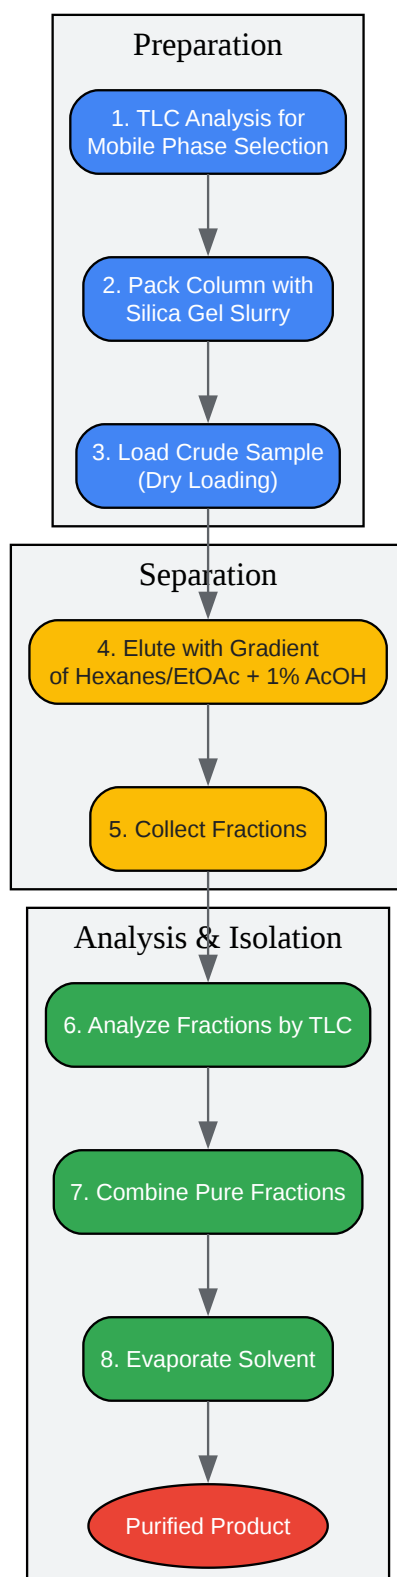 Preparation
1. TLC Analysis for
Mobile Phase Selection
2. Pack Column with
Silica Gel Slurry
3. Load Crude Sample
(Dry Loading)
Separation
4. Elute with Gradient
of Hexanes/EtOAc + 1% AcOH
5. Collect Fractions
Analysis & Isolation
6. Analyze Fractions by TLC
7. Combine Pure Fractions
8. Evaporate Solvent
Purified Product